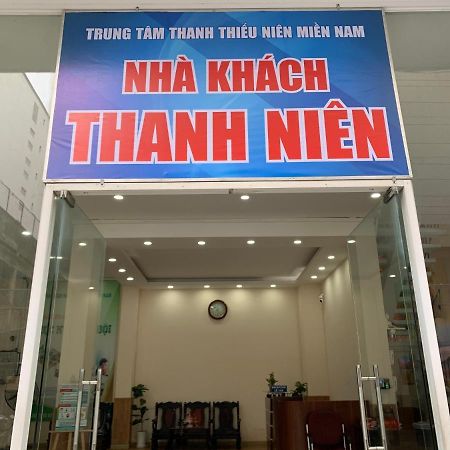 TRUNG TÂM THANH THIẾU NIÊN MIỀN NAM
NHÀ KHÁCH
THANH NIÊN